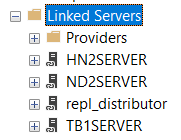 Linked Servers
Providers
HN2SERVER
ND2SERVER
repl_distributor
TB1SERVER